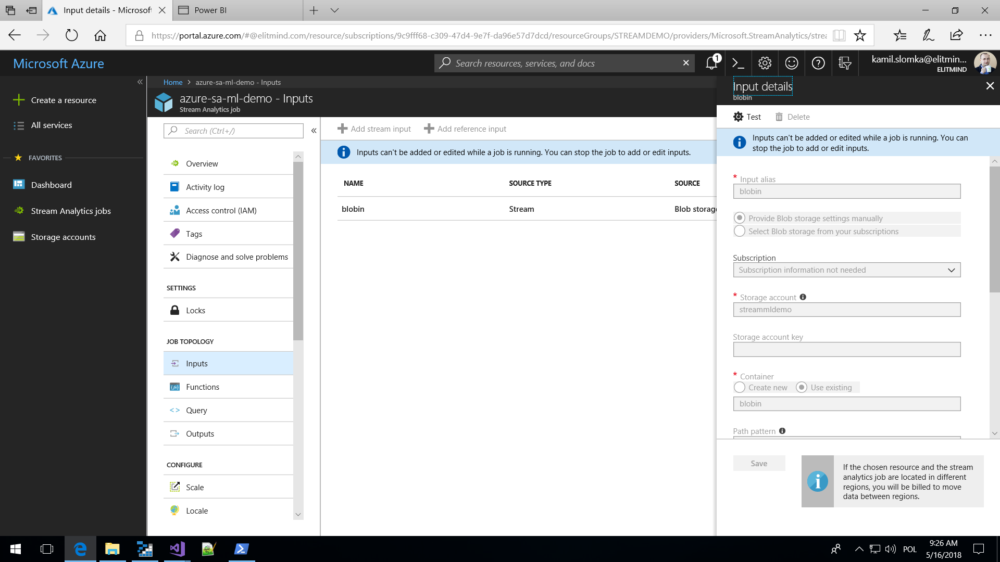 Input details - Microsoft
Power BI
https://portal.azure.com/#@elitmind.com/resource/subscriptions/9c9fff68-c309-47d4-9e7f-da96e57d7dcd/resourceGroups/STREAMDEMO/providers/Microsoft.StreamAnalytics/strea
Microsoft Azure
Search resources, services, and docs
1
kamil.slomka@elitmin...
ELITMIND
Create a resource
All services
FAVORITES
Dashboard
Stream Analytics jobs
Storage accounts
Home > azure-sa-ml-demo - Inputs
azure-sa-ml-demo - Inputs
Stream Analytics job
Search (Ctrl+/)
Overview
Activity log
Access control (IAM)
Tags
Diagnose and solve problems
SETTINGS
Locks
JOB TOPOLOGY
Inputs
Functions
Query
Outputs
CONFIGURE
Scale
Locale
Add stream input
Add reference input
Inputs can't be added or edited while a job is running. You can stop the job to add or edit inputs.
NAME SOURCE TYPE SOURCE
blobin Stream Blob storage
Input details
blobin
Test
Delete
Inputs can't be added or edited while a job is running. You can
stop the job to add or edit inputs.
* Input alias
blobin
Provide Blob storage settings manually
Select Blob storage from your subscriptions
Subscription
Subscription information not needed
* Storage account
streammldemo
Storage account key
* Container
Create new Use existing
blobin
Path pattern
Save
If the chosen resource and the stream
analytics job are located in different
regions, you will be billed to move
data between regions.
POL
9:26 AM
5/16/2018